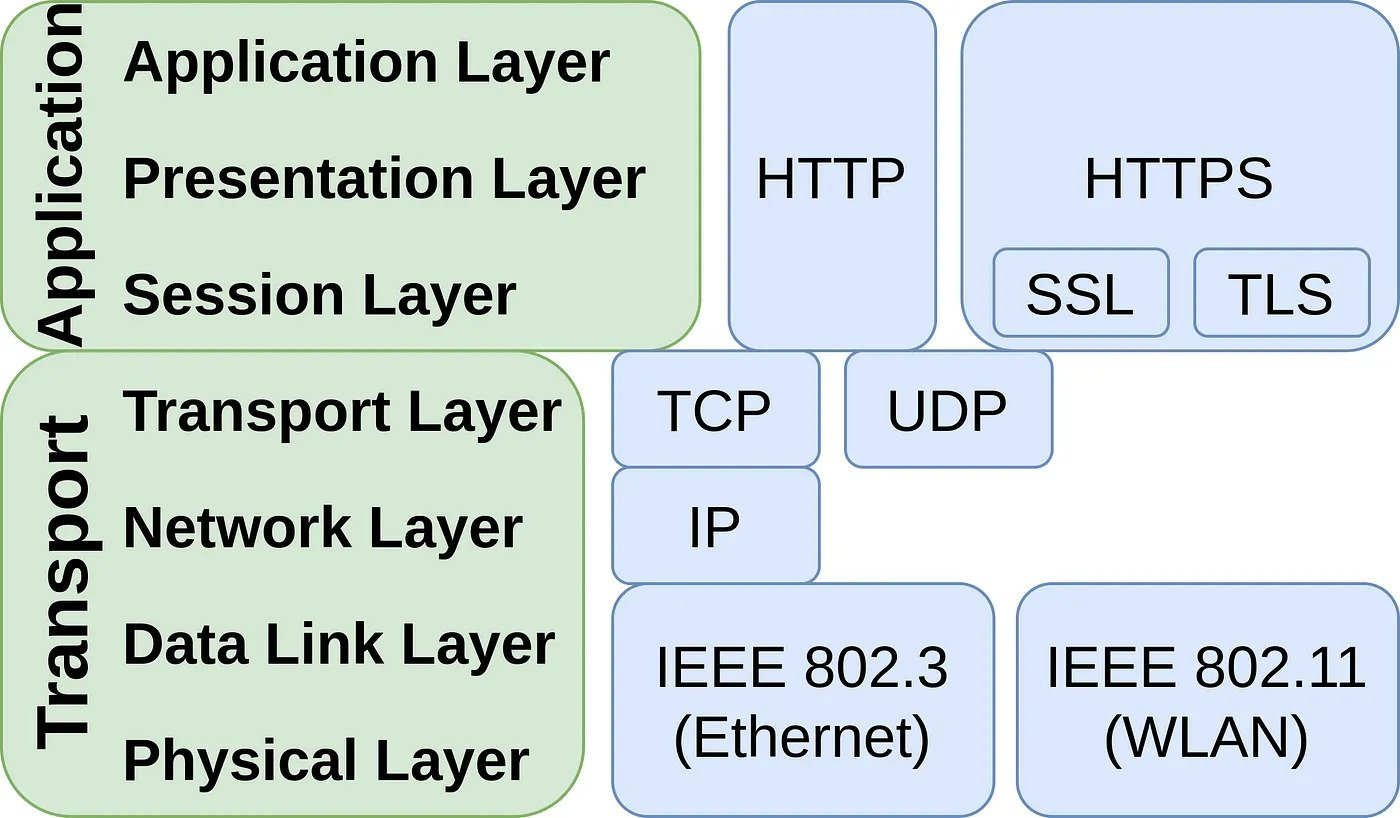 Application
Application Layer
Presentation Layer
Session Layer
HTTP
HTTPS
SSL
TLS
Transport
Transport Layer
Network Layer
Data Link Layer
Physical Layer
TCP
UDP
IP
IEEE 802.3
(Ethernet)
IEEE 802.11
(WLAN)